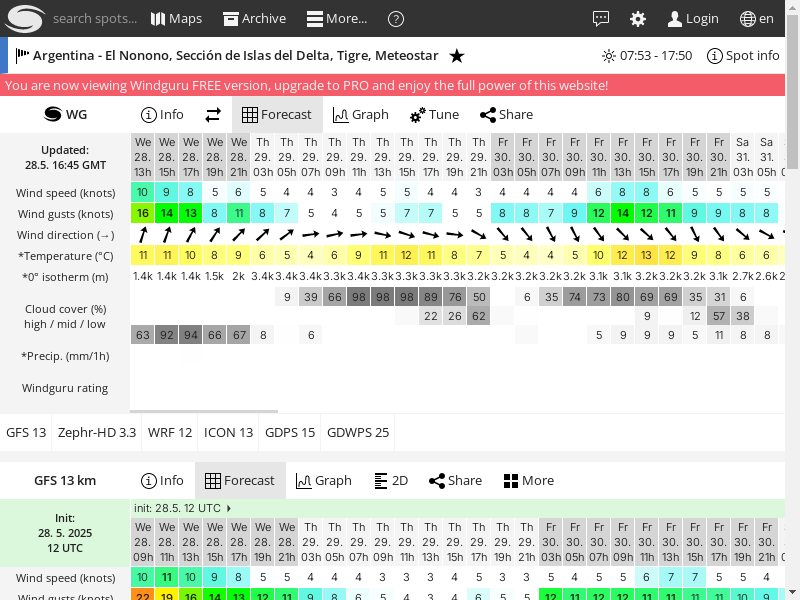 search spots... Maps Archive More... ? Login en
Argentina - El Nonono, Sección de Islas del Delta, Tigre, Meteostar ★ 07:53 - 17:50 Spot info
You are now viewing Windguru FREE version, upgrade to PRO and enjoy the full power of this website!
WG Info Forecast Graph Tune Share
Updated:
28.5. 16:45 GMT
We We We We We Th Th Th Th Th Th Th Th Th Th Fr Fr Fr Fr Fr Fr Fr Fr Fr Fr Sa Sa
28. 28. 28. 28. 28. 29. 29. 29. 29. 29. 29. 29. 29. 29. 29. 30. 30. 30. 30. 30. 30. 30. 30. 30. 30. 31. 31.
13h 15h 17h 19h 21h 03h 05h 07h 09h 11h 13h 15h 17h 19h 21h 03h 05h 07h 09h 11h 13h 15h 17h 19h 21h 03h 05h
Wind speed (knots) 10 9 8 5 6 5 4 4 3 4 5 5 4 4 3 4 4 4 4 6 8 8 6 5 5 5 5
Wind gusts (knots) 16 14 13 8 11 8 7 5 4 5 5 7 7 5 5 8 8 7 9 12 14 12 11 9 9 8 8
Wind direction (→)
*Temperature (°C) 11 11 10 8 9 6 5 4 6 9 11 12 11 8 7 5 4 4 5 10 12 13 12 9 8 6 6
*0° isotherm (m) 1.4k 1.4k 1.4k 1.5k 2k 3.4k 3.4k 3.4k 3.4k 3.4k 3.3k 3.3k 3.3k 3.3k 3.2k 3.2k 3.2k 3.2k 3.2k 3.1k 3.1k 3.2k 3.2k 3.2k 3.1k 2.7k 2.6k
Cloud cover (%)
high / mid / low
9 39 66 98 98 98 89 76 50 6 35 74 73 80 69 69 35 31 6
22 26 62 9 12 57 38
63 92 94 66 67 8 6 5 9 9 9 5 11 8 8
*Precip. (mm/1h)
Windguru rating
GFS 13 Zephr-HD 3.3 WRF 12 ICON 13 GDPS 15 GDWPS 25
GFS 13 km Info Forecast Graph 2D Share More
init: 28.5. 12 UTC
Init:
28. 5. 2025
12 UTC
We We We We We We We Th Th Th Th Th Th Th Th Th Th Fr Fr Fr Fr Fr Fr Fr Fr Fr Fr
28. 28. 28. 28. 28. 28. 28. 29. 29. 29. 29. 29. 29. 29. 29. 29. 29. 30. 30. 30. 30. 30. 30. 30. 30. 30. 30.
09h 11h 13h 15h 17h 19h 21h 03h 05h 07h 09h 11h 13h 15h 17h 19h 21h 03h 05h 07h 09h 11h 13h 15h 17h 19h 21h
Wind speed (knots) 10 11 10 9 8 5 5 4 4 4 3 3 3 4 5 3 3 5 4 5 5 6 7 7 5 5 4
Wind gusts (knots) 22 19 16 14 13 12 11 9 8 6 5 4 4 4 6 5 5 12 11 12 12 11 11 11 11 10 9